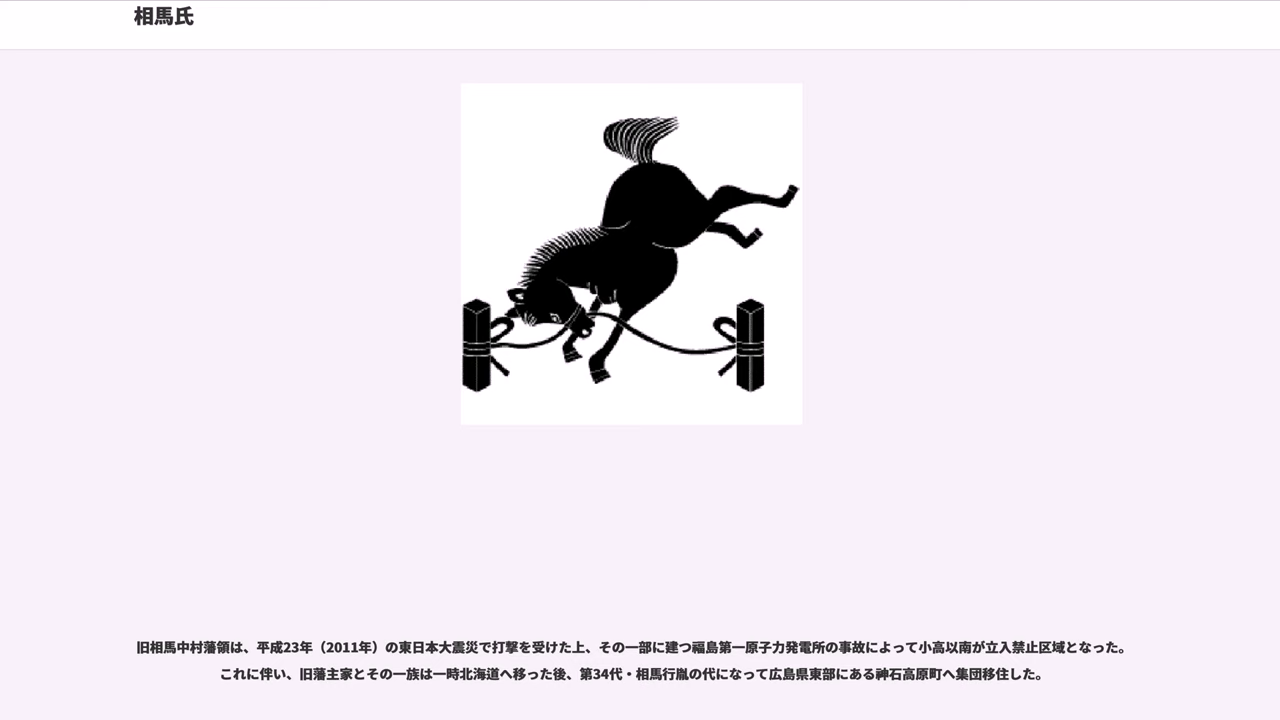 相馬氏
旧相馬中村藩領は、平成23年（2011年）の東日本大震災で打撃を受けた上、その一部に建つ福島第一原子力発電所の事故によって小高以南が立入禁止区域となった。
これに伴い、旧藩主家とその一族は一時北海道へ移った後、第34代・相馬行胤の代になって広島県東部にある神石高原町へ集団移住した。